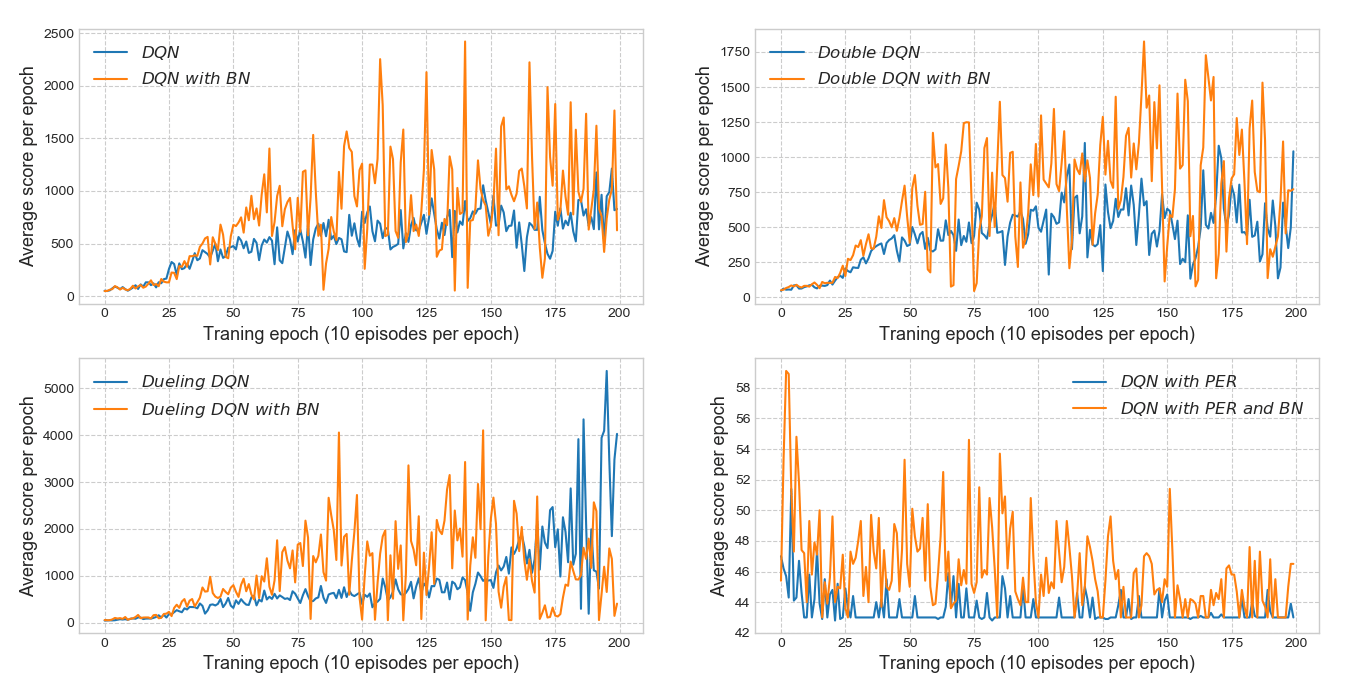 DQN
DQN with BN
2500
2000
1500
1000
500
0
Average score per epoch
0 25 50 75 100 125 150 175 200
Traning epoch (10 episodes per epoch)
Double DQN
Double DQN with BN
1750
1500
1250
1000
750
500
250
0
Average score per epoch
0 25 50 75 100 125 150 175 200
Traning epoch (10 episodes per epoch)
Dueling DQN
Dueling DQN with BN
5000
4000
3000
2000
1000
0
Average score per epoch
0 25 50 75 100 125 150 175 200
Traning epoch (10 episodes per epoch)
DQN with PER
DQN with PER and BN
58
56
54
52
50
48
46
44
42
Average score per epoch
0 25 50 75 100 125 150 175 200
Traning epoch (10 episodes per epoch)